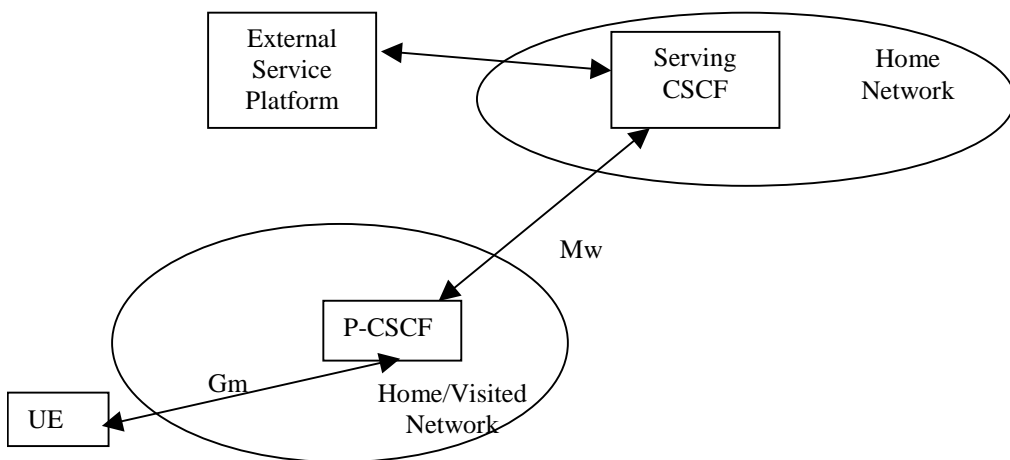 External
Service
Platform
Serving
CSCF
Home
Network
Mw
P-CSCF
Gm
Home/Visited
Network
UE